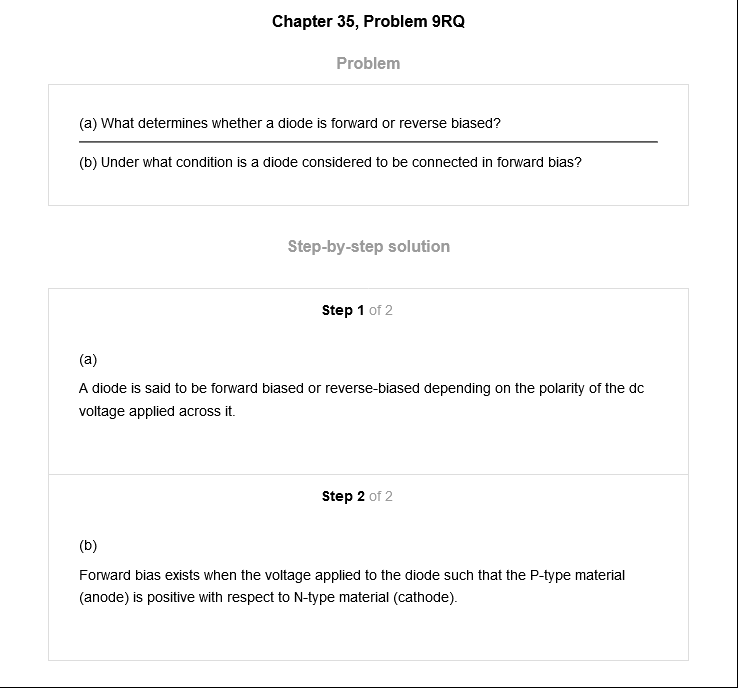 Chapter 35, Problem 9RQ
Problem
(a) What determines whether a diode is forward or reverse biased?
(b) Under what condition is a diode considered to be connected in forward bias?
Step-by-step solution
Step 1 of 2
(a)
A diode is said to be forward biased or reverse-biased depending on the polarity of the dc
voltage applied across it.
Step 2 of 2
(b)
Forward bias exists when the voltage applied to the diode such that the P-type material
(anode) is positive with respect to N-type material (cathode).